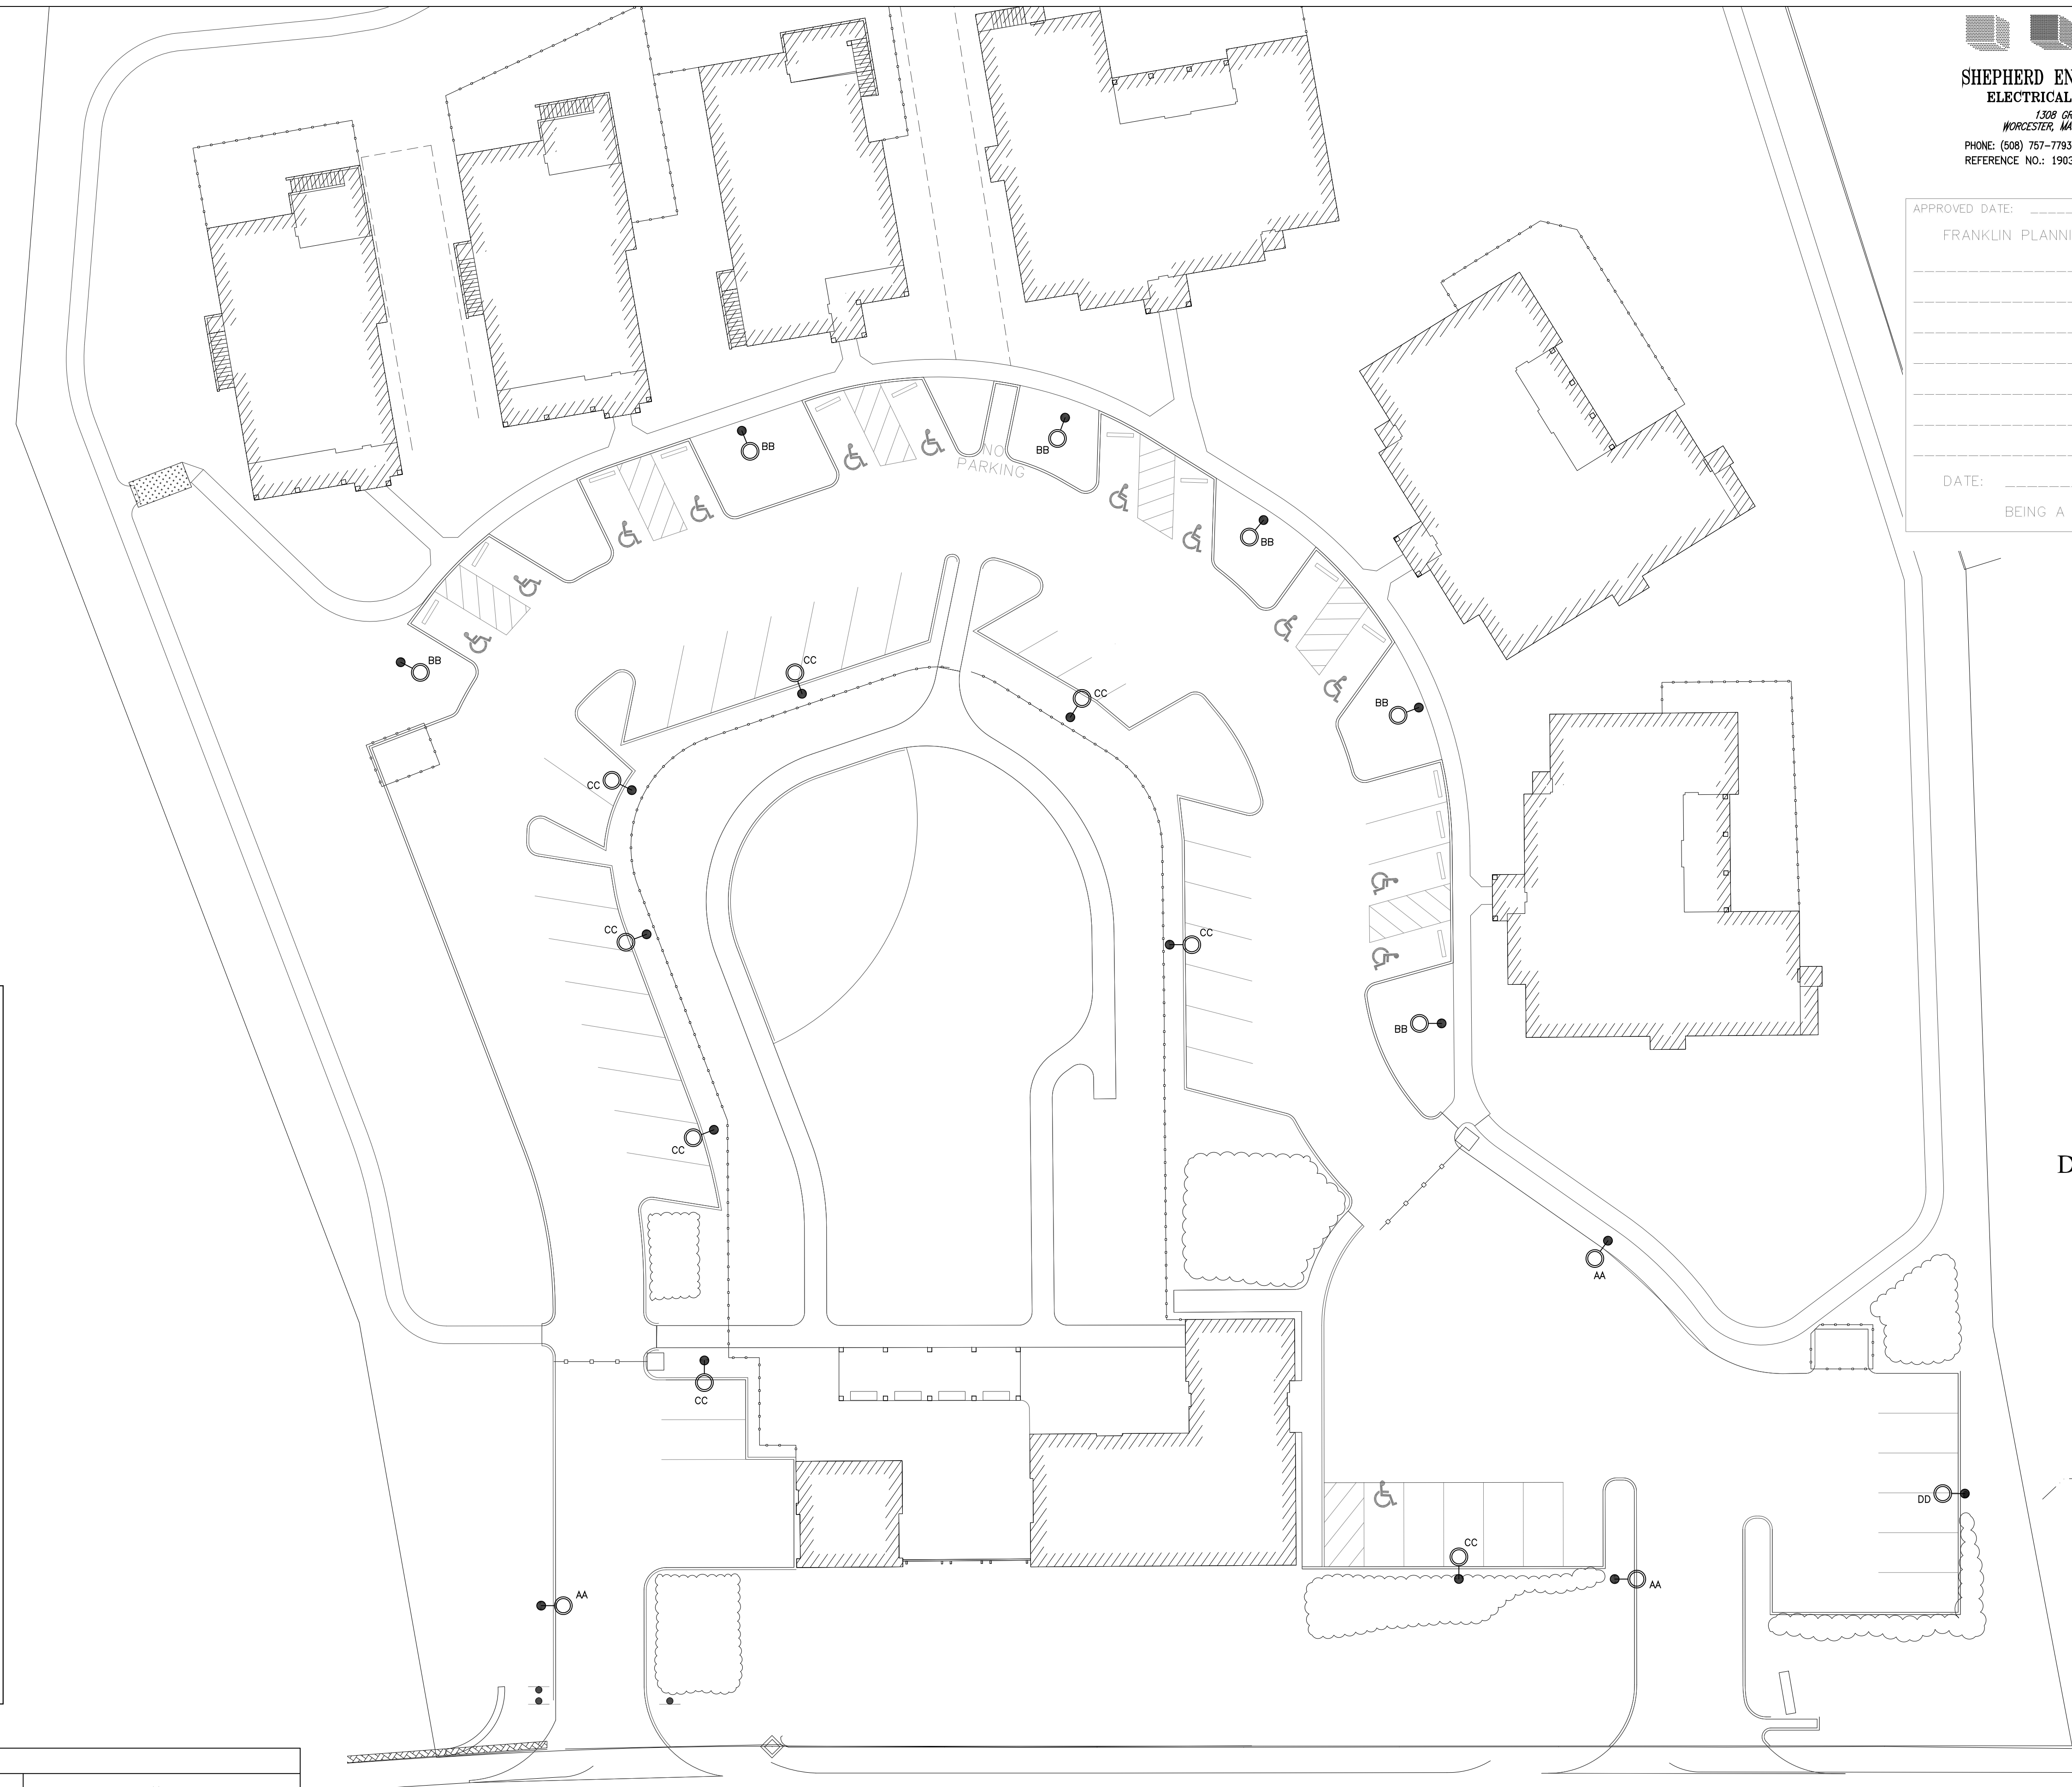 SHEPHERD EN
ELECTRICAL
1308 GR
WORCESTER, MA
PHONE: (508) 757-7793
REFERENCE NO.: 1903
APPROVED DATE:
FRANKLIN PLANNI
DATE:
BEING A
BB
BB
BB
NO
PARKING
BB
BB
CC
CC
BB
CC
CC
CC
BB
CC
D
AA
CC
DD
CC
AA
AA